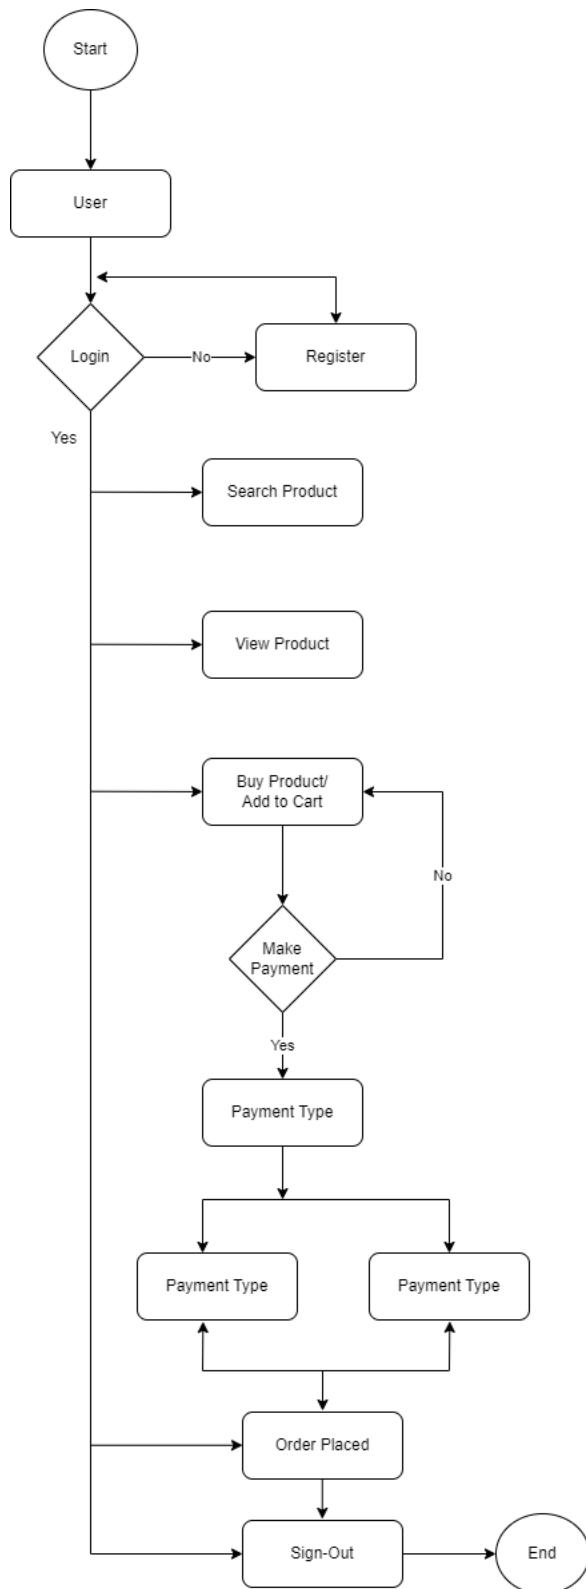 Start
User
Login
No
Register
Yes
Search Product
View Product
Buy Product/
Add to Cart
No
Make
Payment
Yes
Payment Type
Payment Type
Payment Type
Order Placed
Sign-Out
End